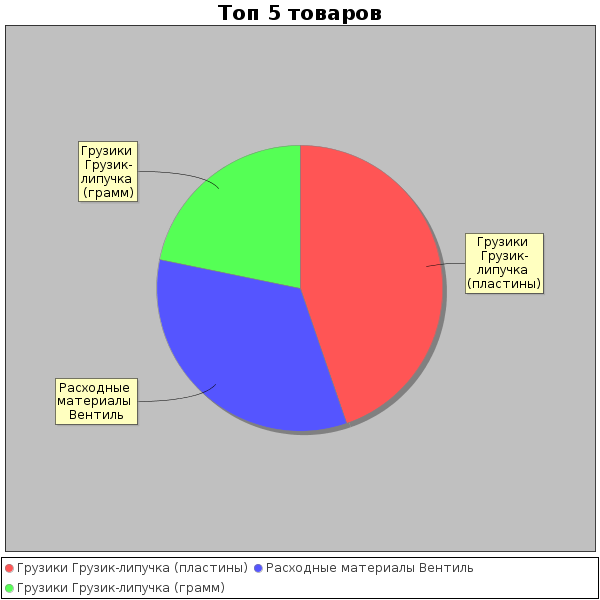 Топ 5 товаров
Грузики
Грузик-
липучка
(грамм)
Грузики
Грузик-
липучка
(пластины)
Расходные
материалы
Вентиль
Грузики Грузик-липучка (пластины)
Расходные материалы Вентиль
Грузики Грузик-липучка (грамм)